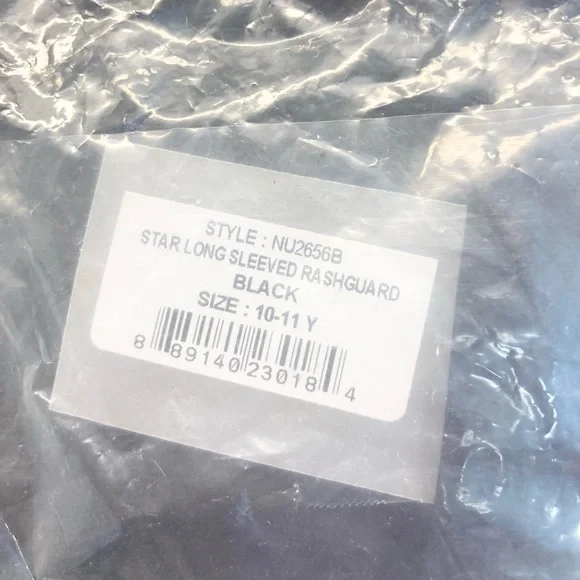 STYLE : NU2656B
STAR LONG SLEEVED RASHGUARD
BLACK
SIZE : 10-11 Y
8 89140 23018 4